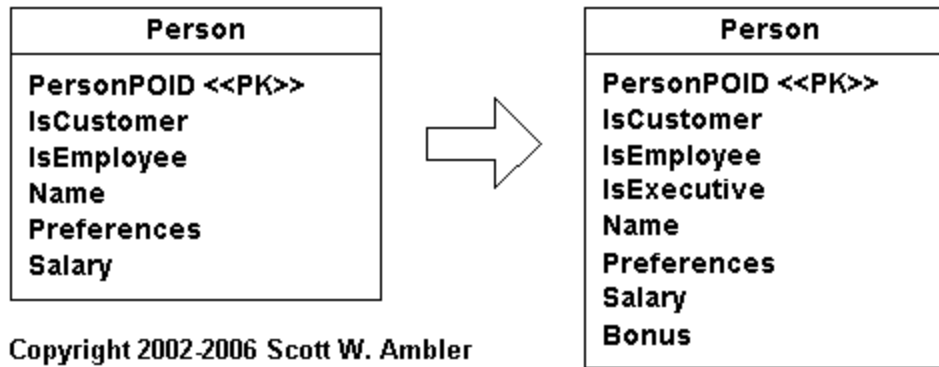 Person
PersonPOID <<PK>>
IsCustomer
IsEmployee
Name
Preferences
Salary
Person
PersonPOID <<PK>>
IsCustomer
IsEmployee
IsExecutive
Name
Preferences
Salary
Bonus
Copyright 2002-2006 Scott W. Ambler